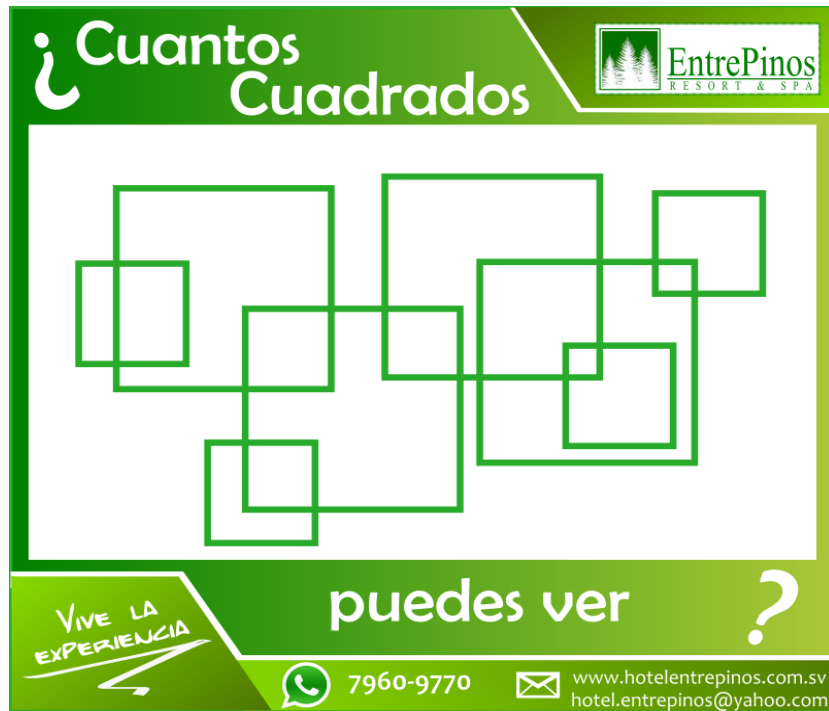 ¿Cuantos
Cuadrados
EntrePinos
RESORT & SPA
puedes ver ?
VIVE LA
EXPERIENCIA
7960-9770
www.hotelentrepinos.com.sv
hotel.entrepinos@yahoo.com